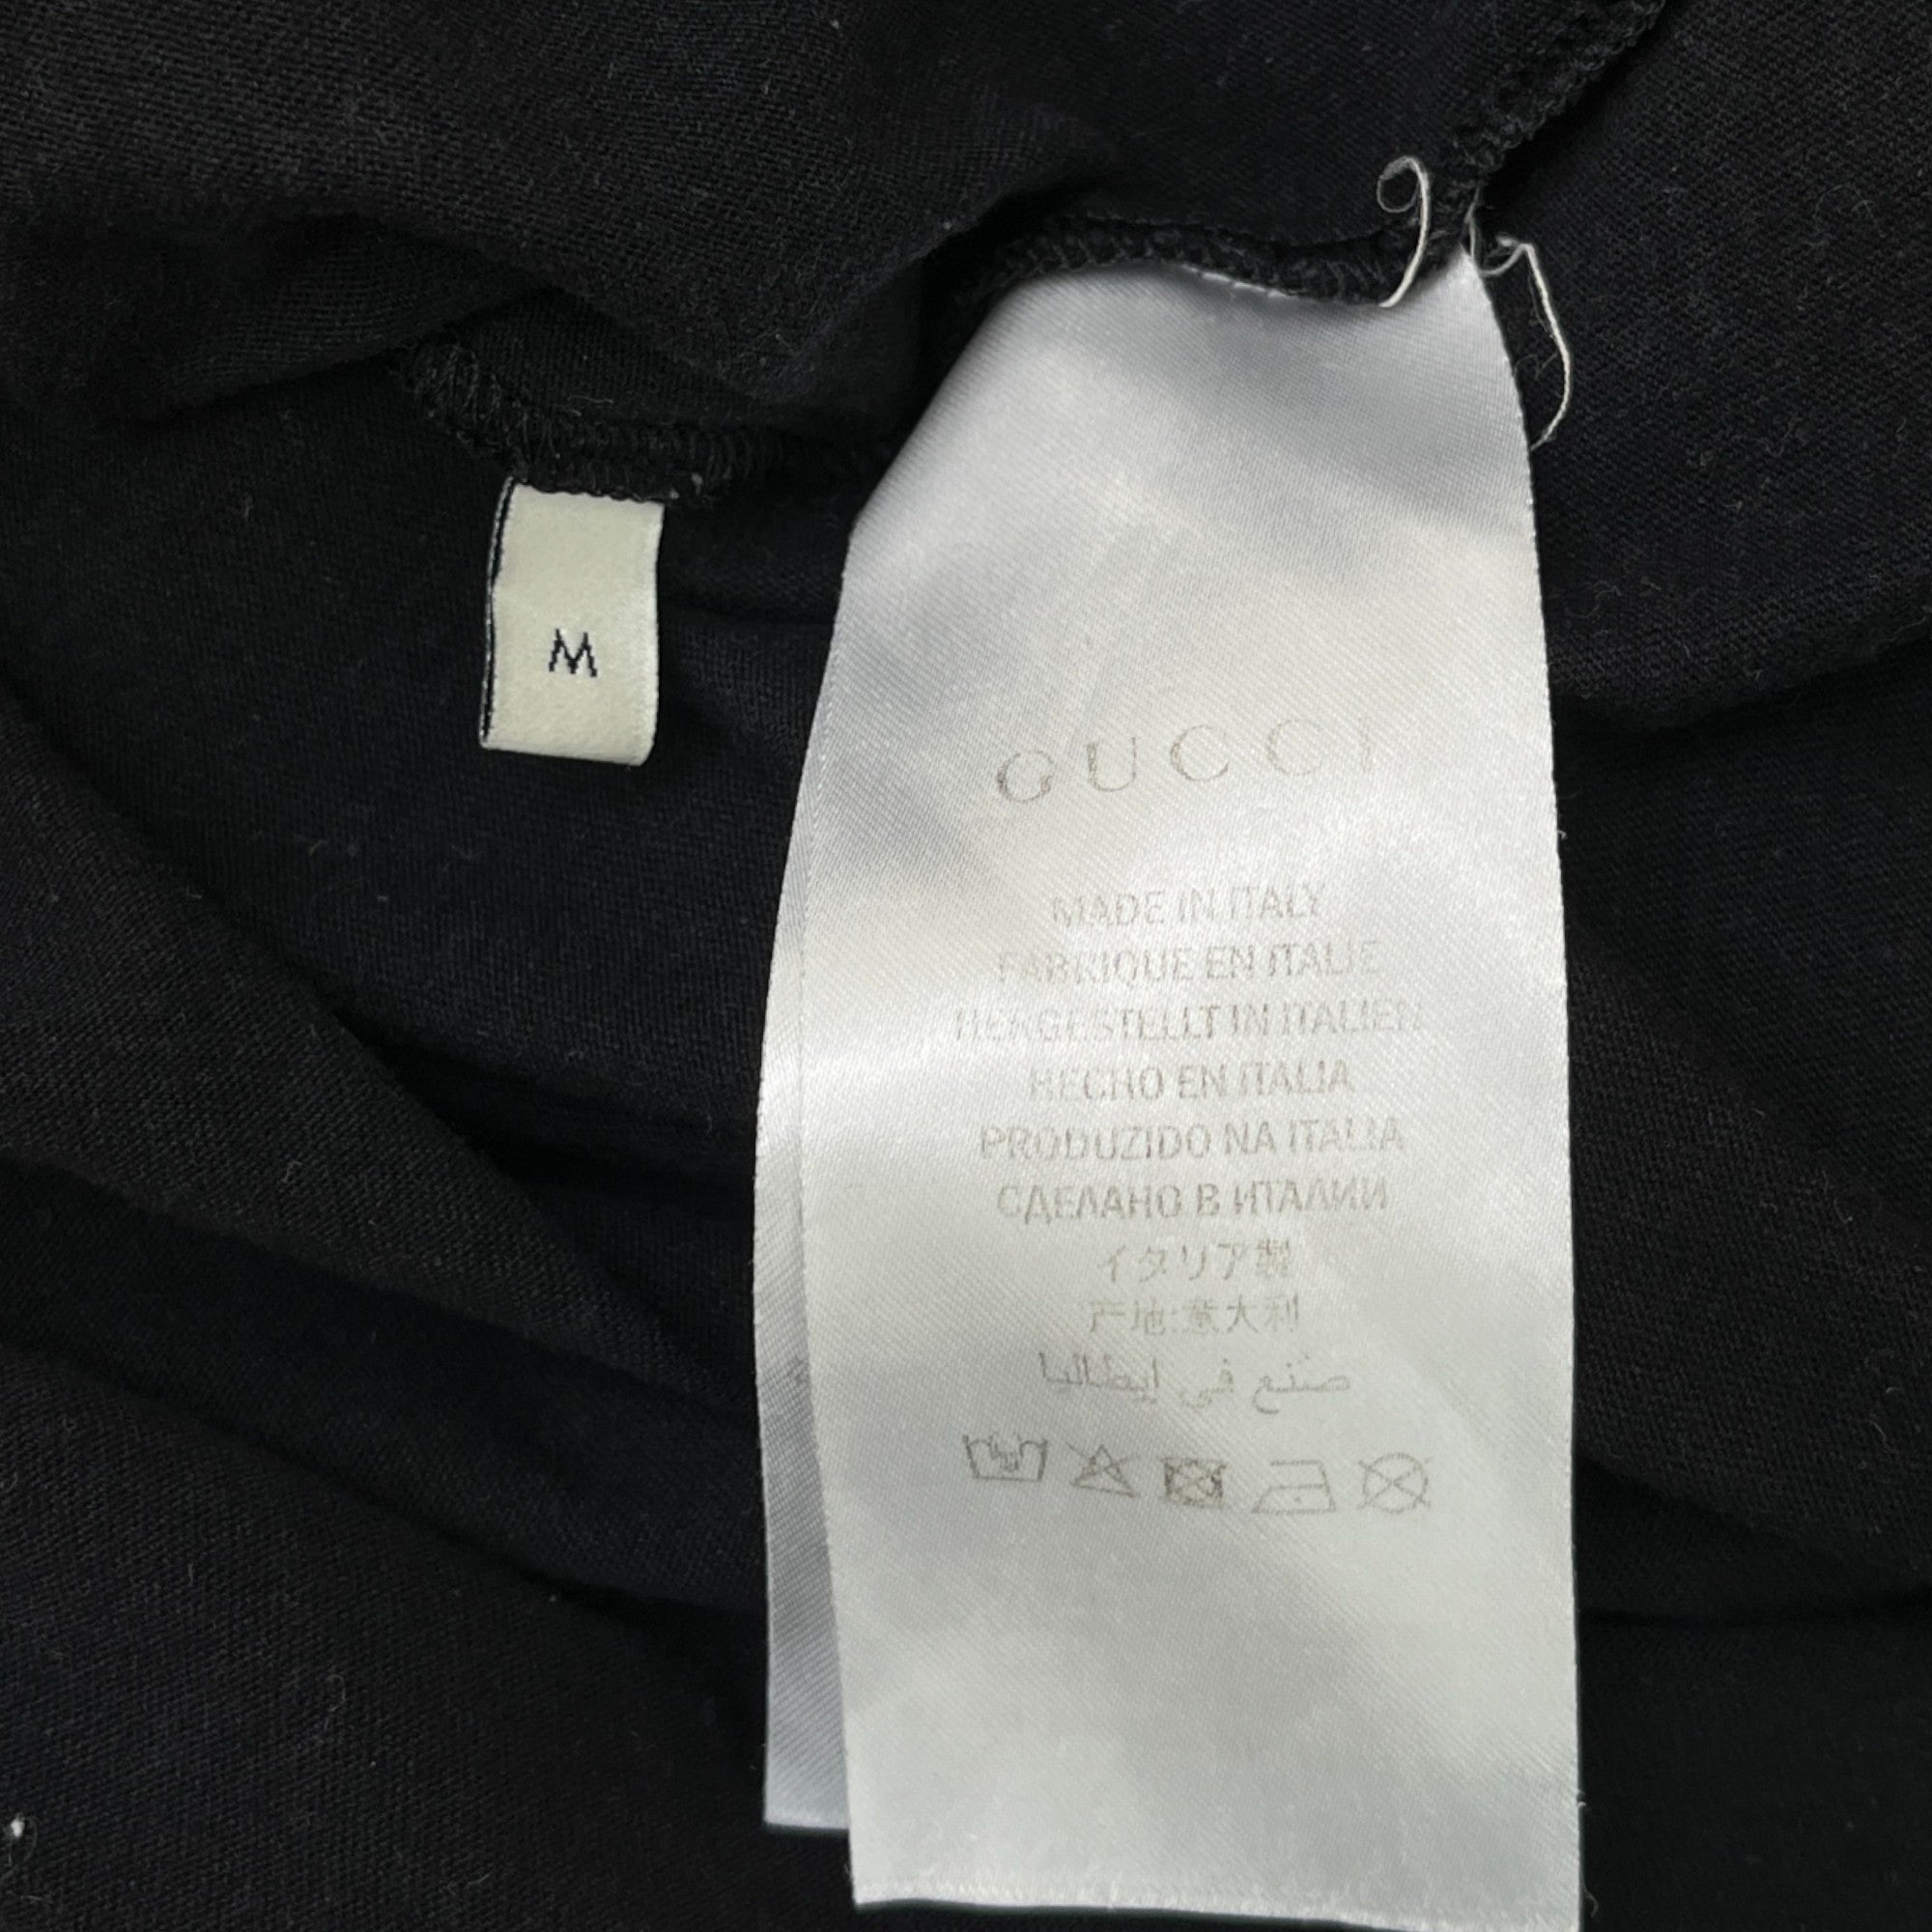 M
GUCCI
MADE IN ITALY
FABRIQUE EN ITALIE
HERGESTELLT IN ITALIEN
HECHO EN ITALIA
PRODUZIDO NA ITALIA
СДЕЛАНО В ИТАЛИИ
イタリア製
产地:意大利
صنع في إيطاليا